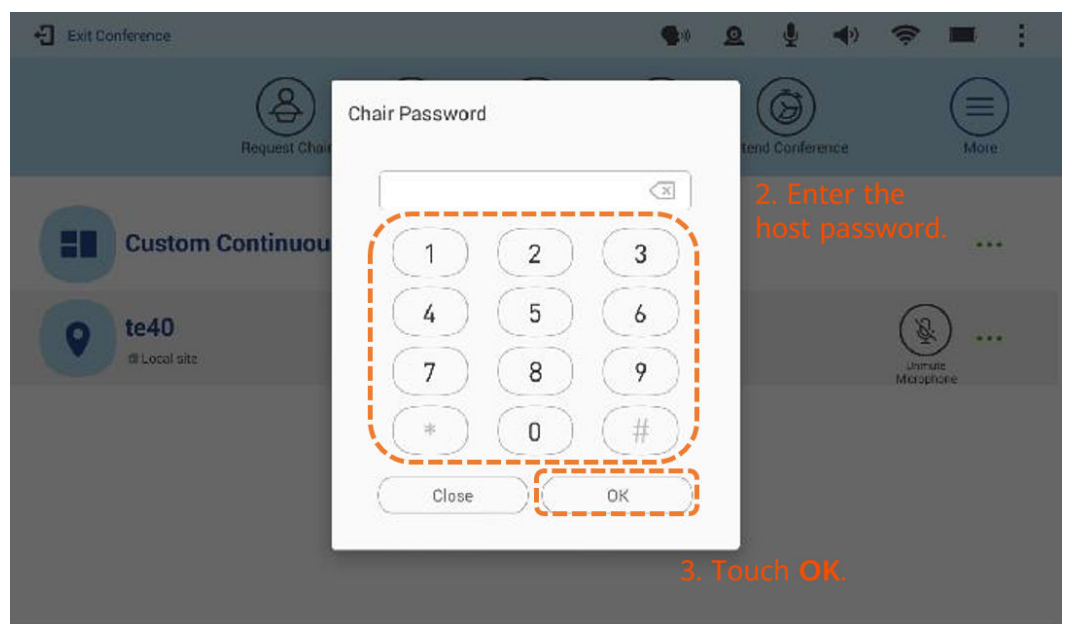 Exit Conference
Chair Password
Request Chair
tend Conference
More
2. Enter the
host password.
1 2 3
Custom Continuou
4 5 6
te40
Local site
Unmute
Microphone
7 8 9
* 0 #
Close OK
3. Touch OK.